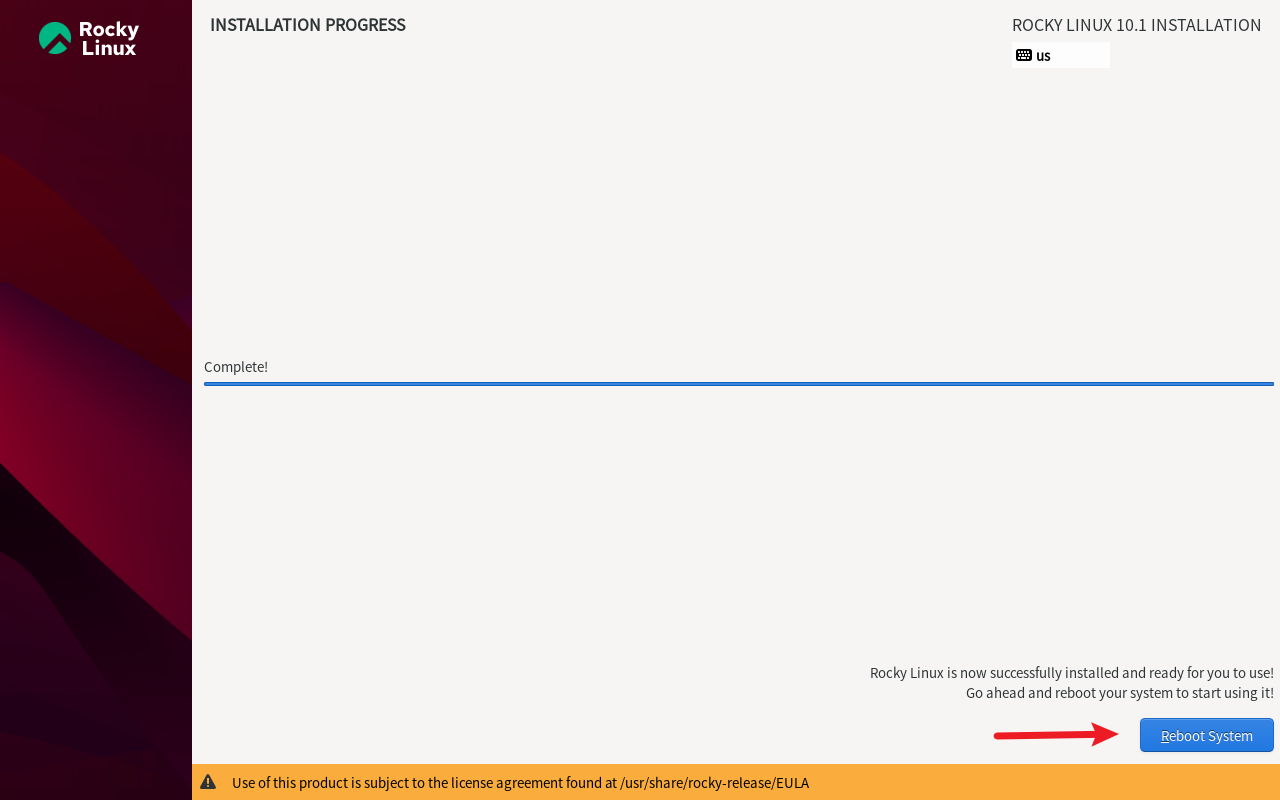 Rocky
Linux
INSTALLATION PROGRESS
ROCKY LINUX 10.1 INSTALLATION
us
Complete!
Rocky Linux is now successfully installed and ready for you to use!
Go ahead and reboot your system to start using it!
Reboot System
Use of this product is subject to the license agreement found at /usr/share/rocky-release/EULA